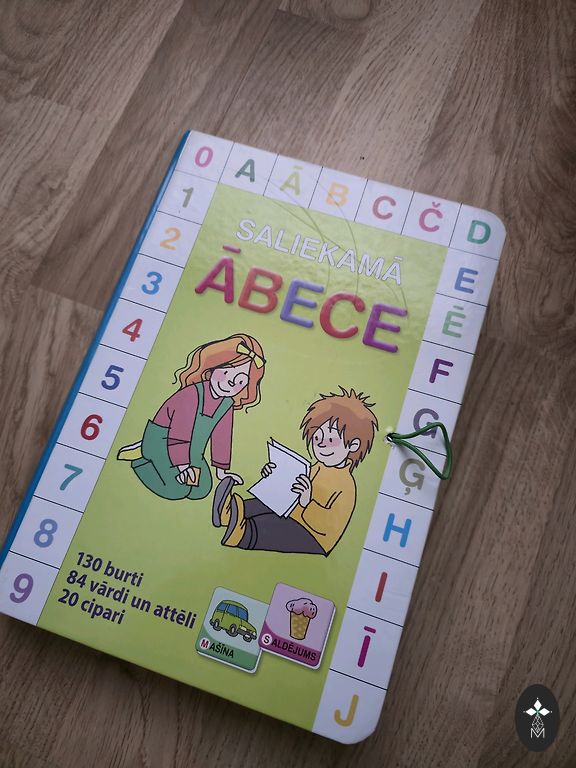 0 A Ā B C Č D
1
2
3
4
5
6
7
8
9
E
Ē
F
G
Ģ
H
I
Ī
J
SALIEKAMĀ
ĀBECE
130 burti
84 vārdi un attēli
20 cipari
MAŠĪNA
SALDĒJUMS
M